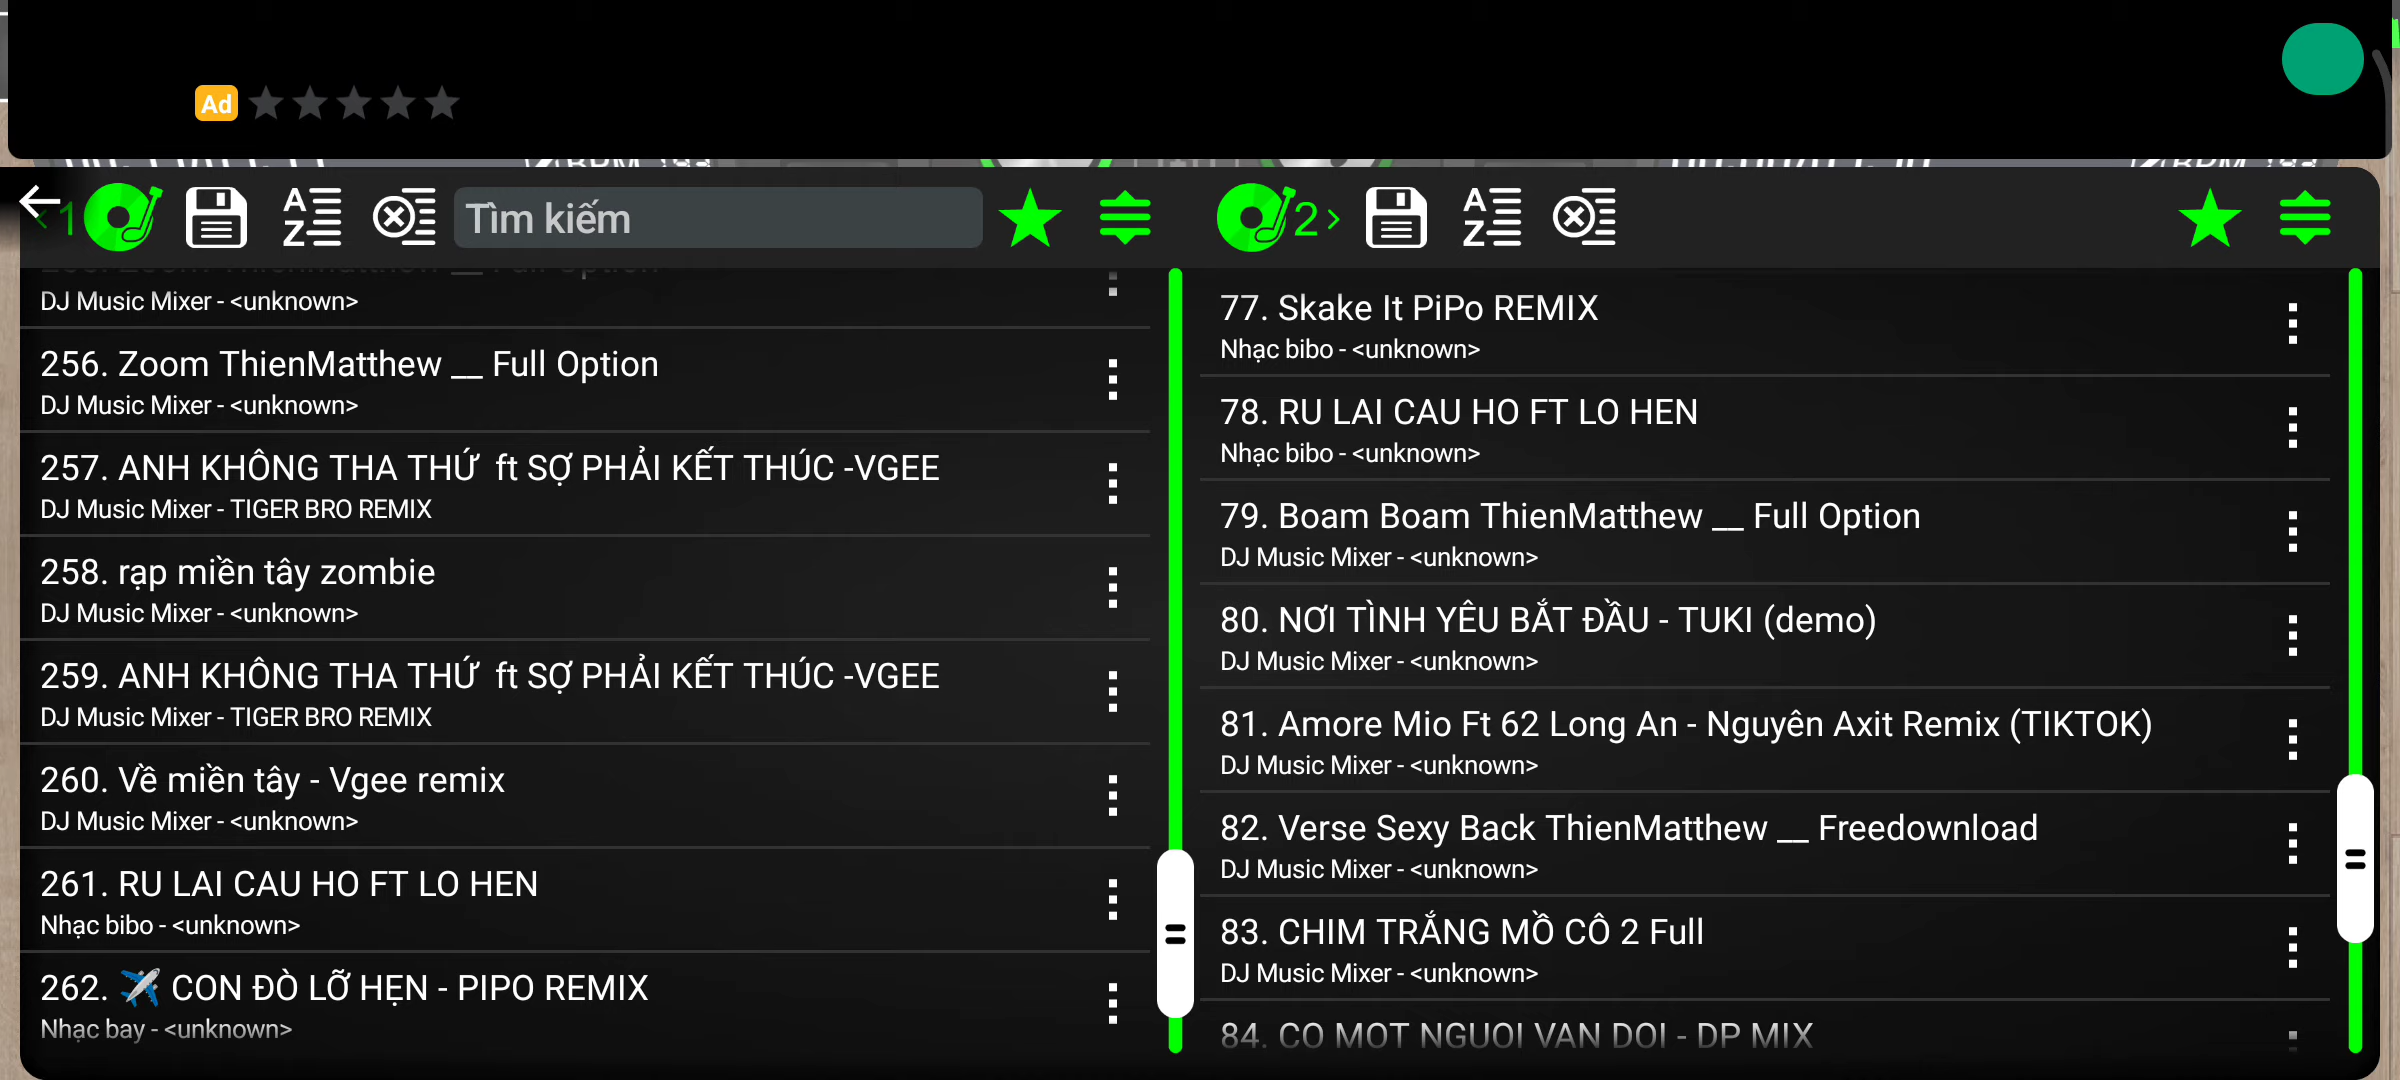 Ad
1
Tìm kiếm
2
DJ Music Mixer - <unknown>
256. Zoom ThienMatthew __ Full Option
DJ Music Mixer - <unknown>
257. ANH KHÔNG THA THỨ ft SỢ PHẢI KẾT THÚC -VGEE
DJ Music Mixer - TIGER BRO REMIX
258. rạp miền tây zombie
DJ Music Mixer - <unknown>
259. ANH KHÔNG THA THỨ ft SỢ PHẢI KẾT THÚC -VGEE
DJ Music Mixer - TIGER BRO REMIX
260. Về miền tây - Vgee remix
DJ Music Mixer - <unknown>
261. RU LAI CAU HO FT LO HEN
Nhạc bibo - <unknown>
262. ✈️ CON ĐÒ LỠ HẸN - PIPO REMIX
Nhạc bay - <unknown>
77. Skake It PiPo REMIX
Nhạc bibo - <unknown>
78. RU LAI CAU HO FT LO HEN
Nhạc bibo - <unknown>
79. Boam Boam ThienMatthew __ Full Option
DJ Music Mixer - <unknown>
80. NƠI TÌNH YÊU BẮT ĐẦU - TUKI (demo)
DJ Music Mixer - <unknown>
81. Amore Mio Ft 62 Long An - Nguyên Axit Remix (TIKTOK)
DJ Music Mixer - <unknown>
82. Verse Sexy Back ThienMatthew __ Freedownload
DJ Music Mixer - <unknown>
83. CHIM TRẮNG MỒ CÔ 2 Full
DJ Music Mixer - <unknown>
84. CO MOT NGUOI VAN DOI - DP MIX